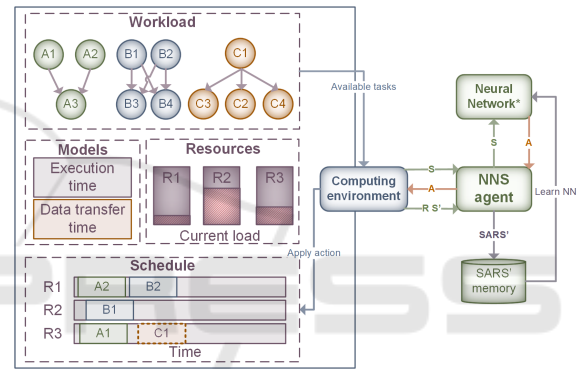 Workload
A1 A2 B1 B2 C1
A3 B3 B4 C3 C2 C4
Available tasks
Neural
Network*
S A
Models
Execution
time
Data transfer
time
Resources
R1 R2 R3
Current load
Computing
environment
S
A
R S'
NNS
agent
Learn NN
SARS'
SARS'
memory
Apply action
Schedule
R1 A2 B2
R2 B1
R3 A1 C1
Time
PRESS